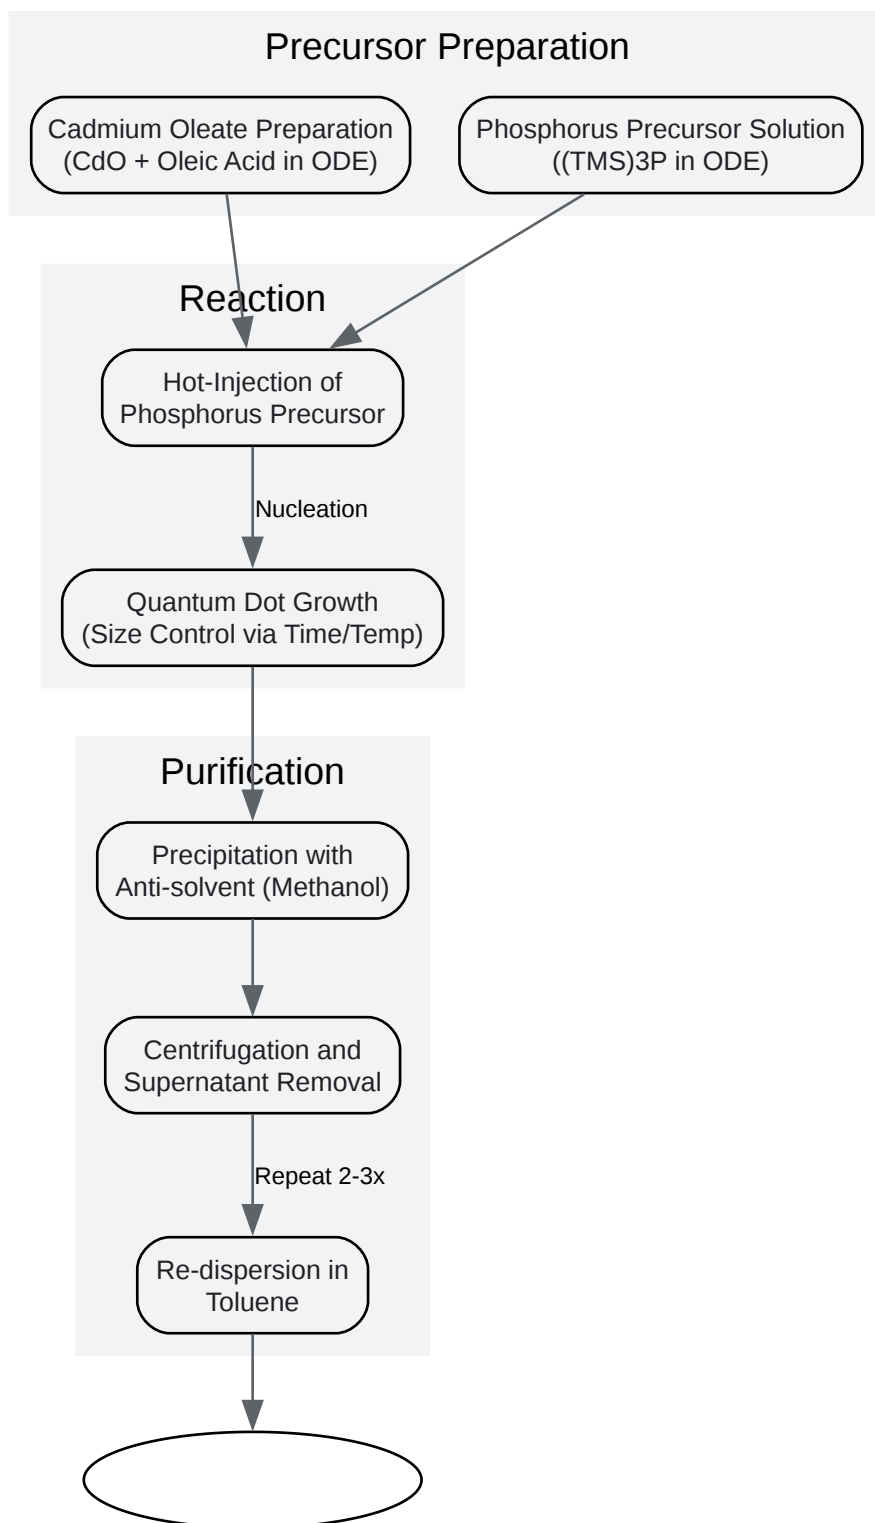 Precursor Preparation
Cadmium Oleate Preparation
(CdO + Oleic Acid in ODE)
Phosphorus Precursor Solution
((TMS)3P in ODE)
Reaction
Hot-Injection of
Phosphorus Precursor
Nucleation
Quantum Dot Growth
(Size Control via Time/Temp)
Purification
Precipitation with
Anti-solvent (Methanol)
Centrifugation and
Supernatant Removal
Repeat 2-3x
Re-dispersion in
Toluene